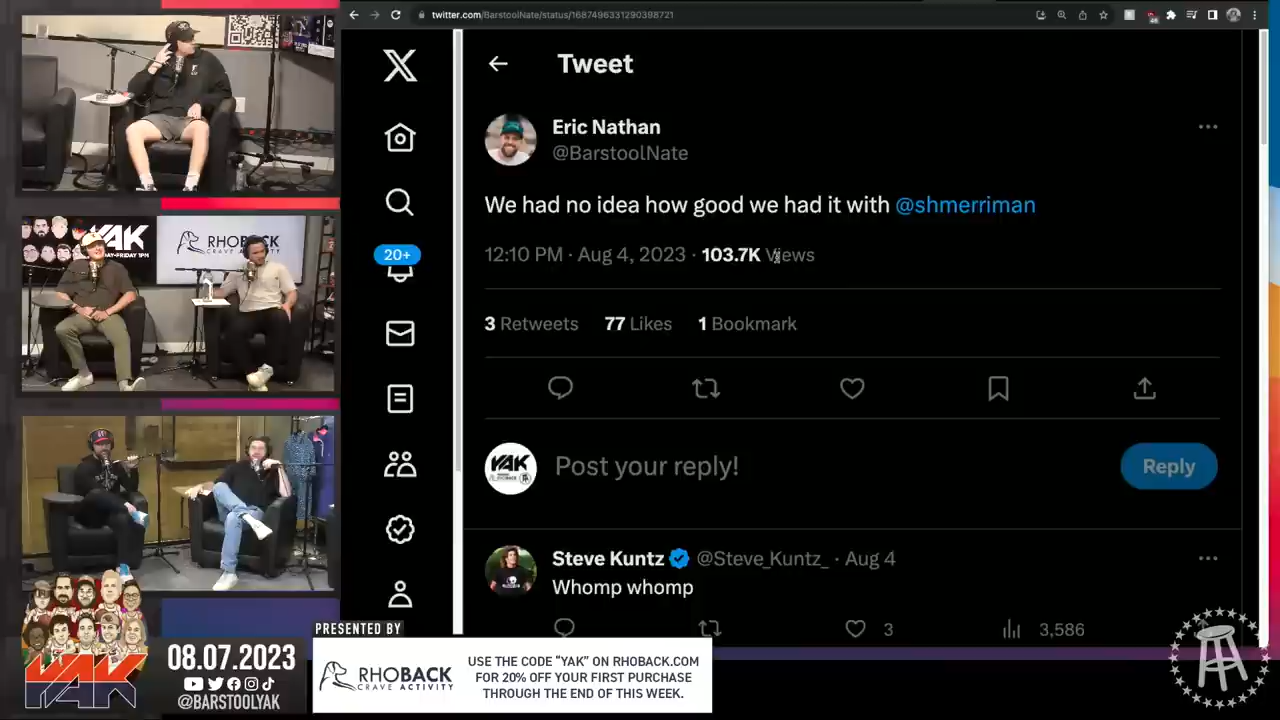 twitter.com/BarstoolNate/status/1687496331290398721
Tweet
Eric Nathan
@BarstoolNate
We had no idea how good we had it with @shmerriman
12:10 PM · Aug 4, 2023 · 103.7K Views
3 Retweets 77 Likes 1 Bookmark
20+
YAK
Post your reply!
Reply
Steve Kuntz @Steve_Kuntz_ · Aug 4
Whomp whomp
3 3,586
YAK
RHOBACK
CRAVE ACTIVITY
YAK
08.07.2023
@BARSTOOLYAK
PRESENTED BY
RHOBACK
CRAVE ACTIVITY
USE THE CODE “YAK” ON RHOBACK.COM
FOR 20% OFF YOUR FIRST PURCHASE
THROUGH THE END OF THIS WEEK.